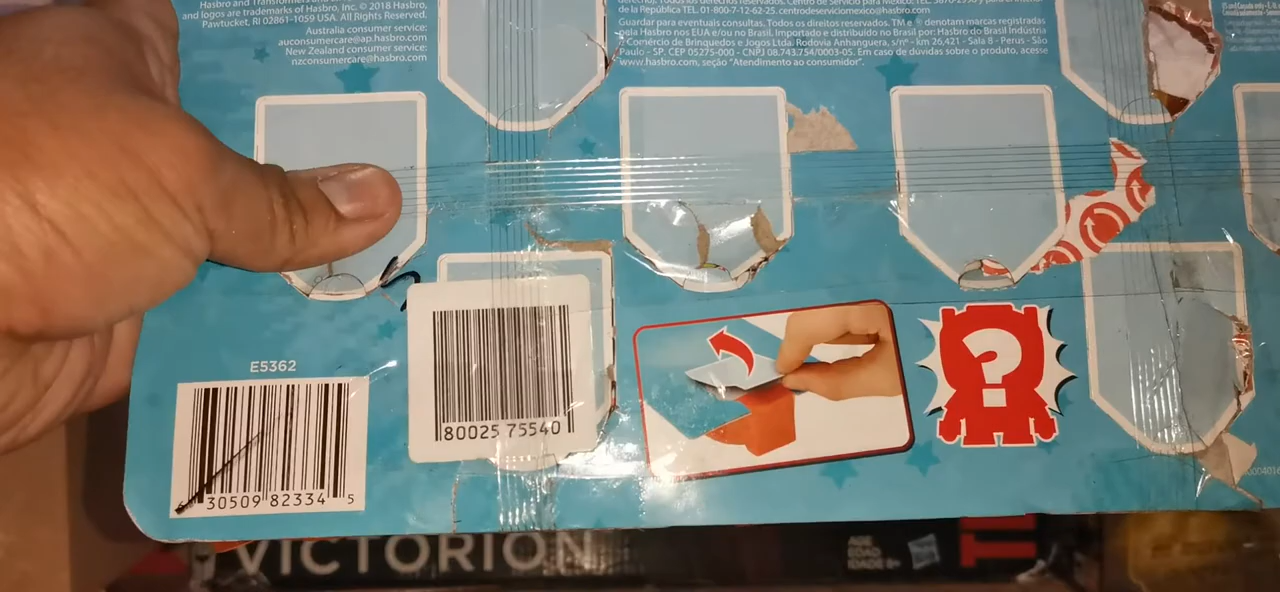 Hasbro and Transformers and
and logos are trademarks of Hasbro, Inc. © 2018 Hasbro,
Pawtucket, RI 02861-1059 USA. All Rights Reserved.
Australia consumer service:
auconsumercare@ap.hasbro.com
New Zealand consumer service:
nzconsumercare@hasbro.com
de la República TEL. 01-800-7-12-62-25. centrodeserviciomexico@hasbro.com
Guardar para eventuais consultas. Todos os direitos reservados. TM e ® denotam marcas registradas
pela Hasbro nos EUA e/ou no Brasil. Importado e distribuído no Brasil por: Hasbro do Brasil Indústria
e Comércio de Brinquedos e Jogos Ltda. Rodovia Anhanguera, s/nº - km 26,421 - Sala 8 - Perus - São
Paulo - SP. CEP 05275-000 - CNPJ 08.743.754/0003-05. Em caso de dúvidas sobre o produto, acesse
www.hasbro.com, seção "Atendimento ao consumidor".
E5362
30509 82334 5
80025 75540
?
VICTORION
AGE
EDAD
IDADE 8+